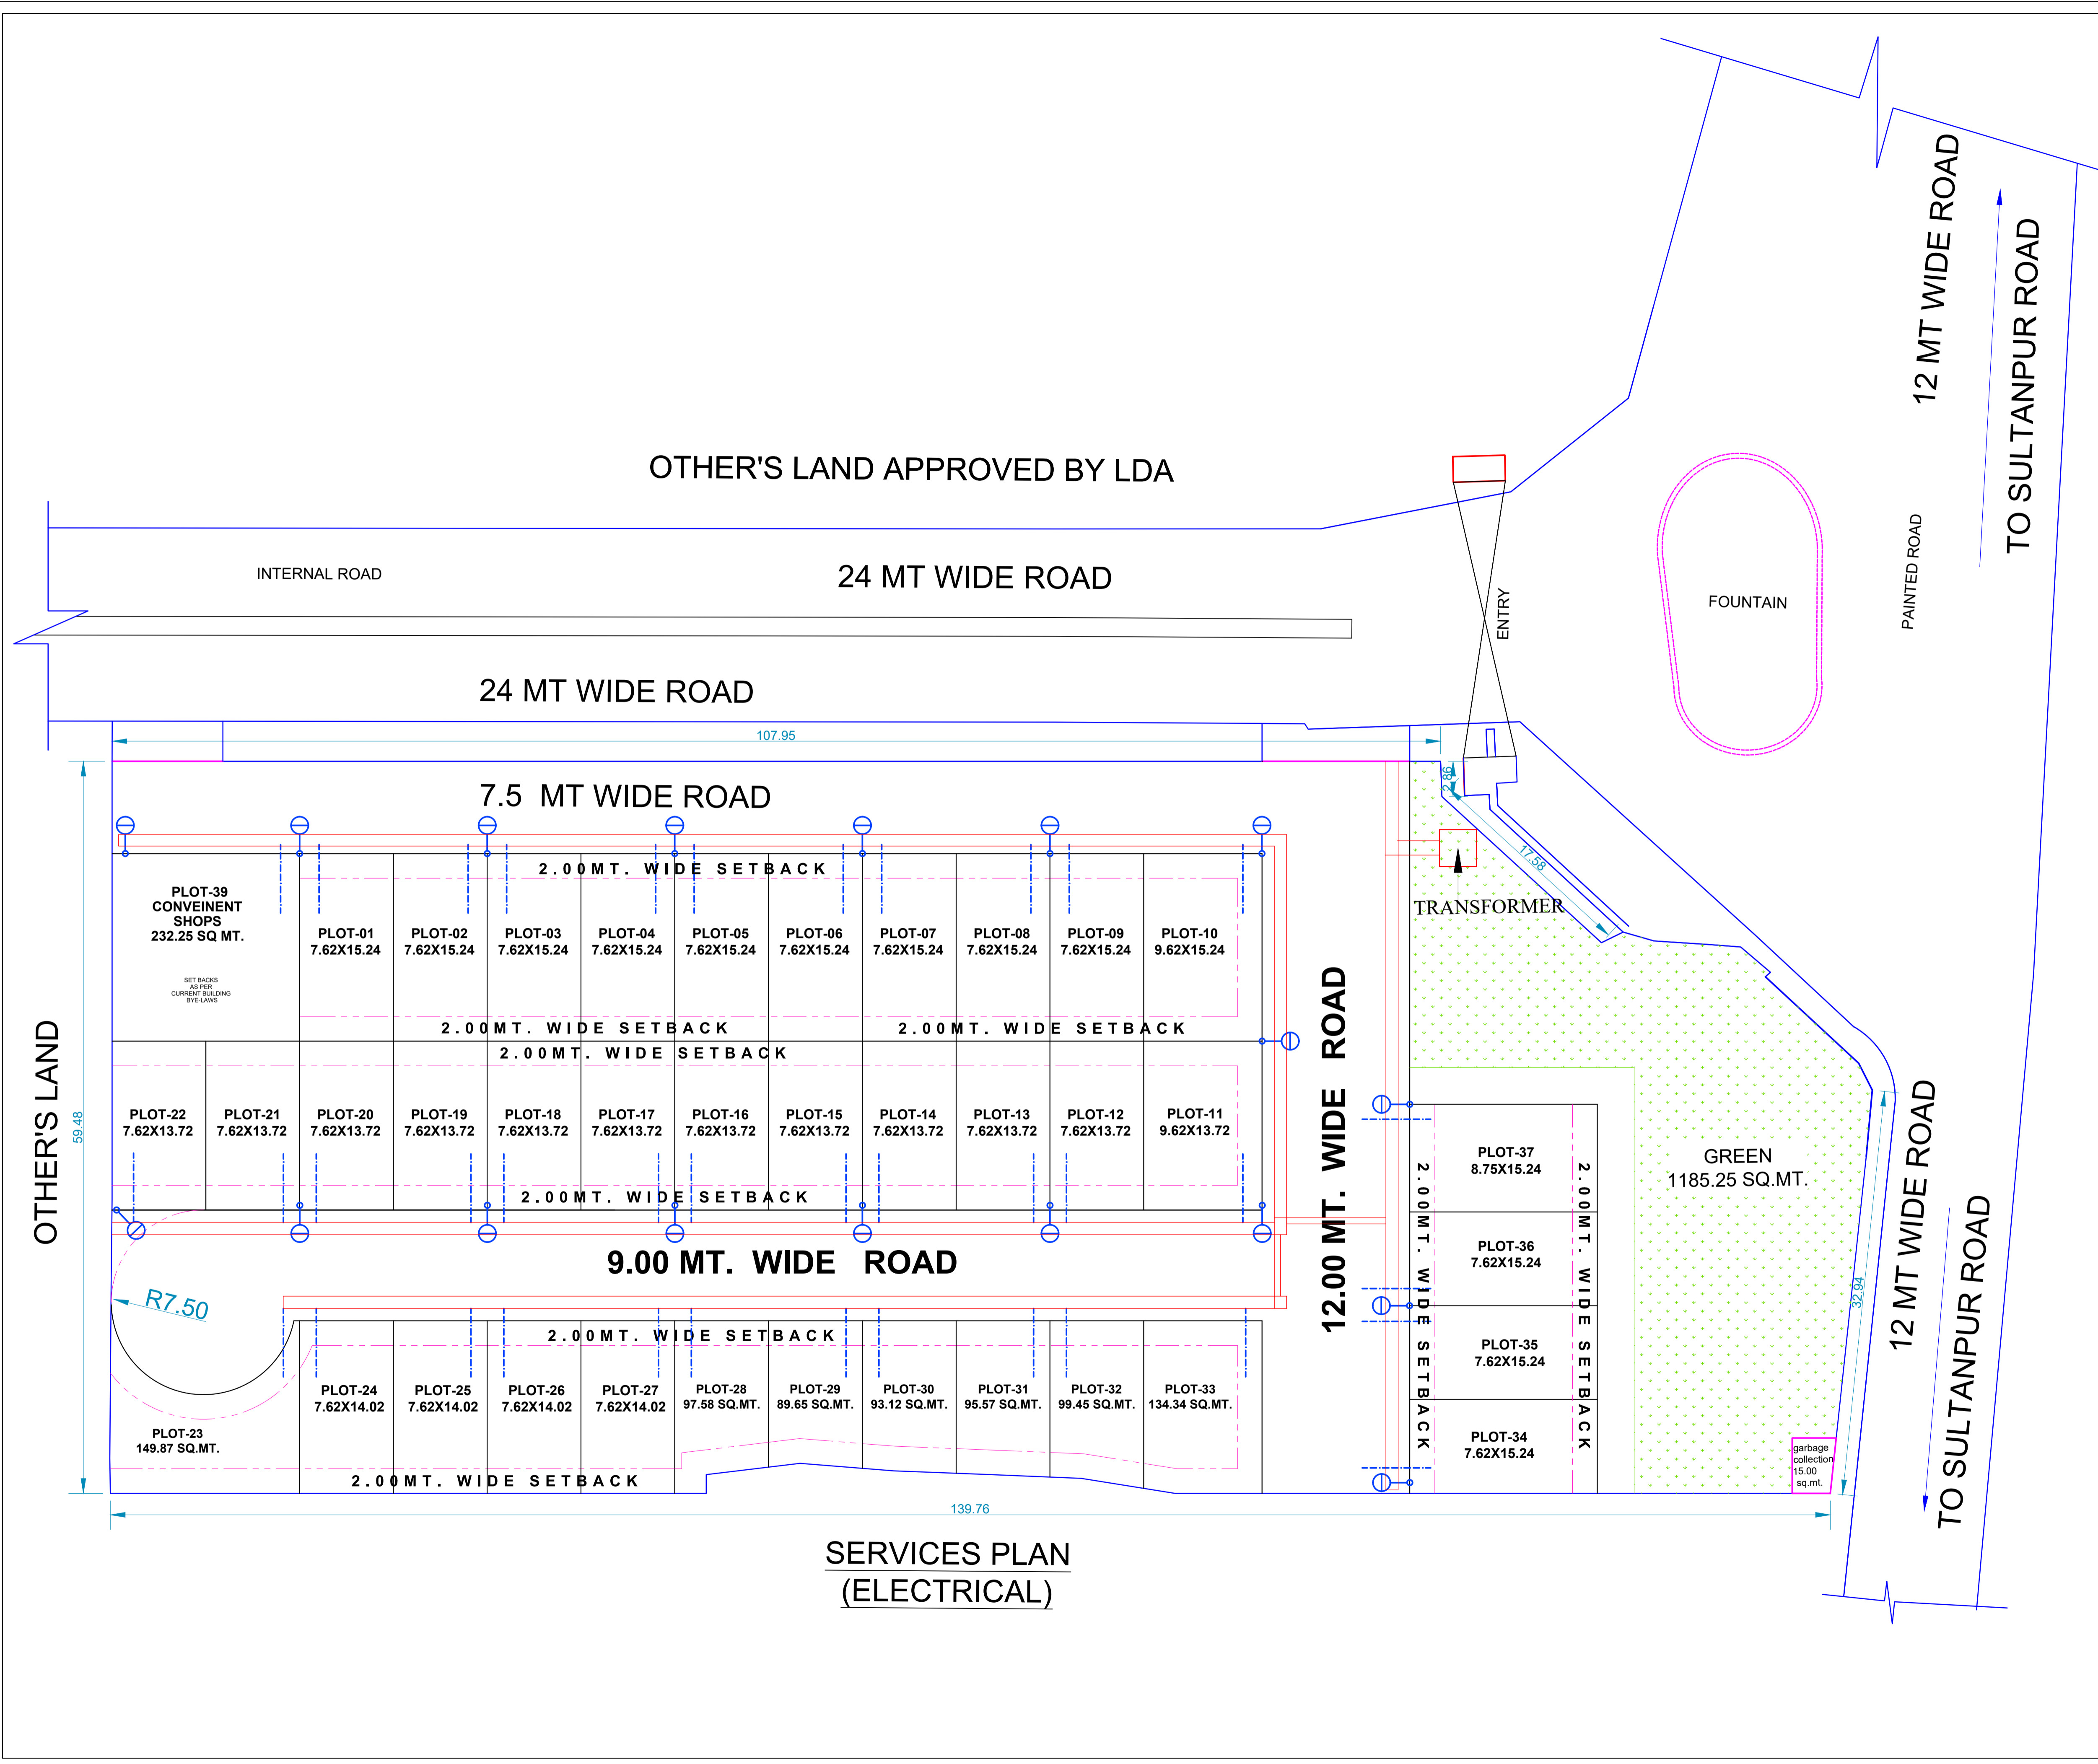 12 MT WIDE ROAD
TO SULTANPUR ROAD
OTHER'S LAND APPROVED BY LDA
INTERNAL ROAD
24 MT WIDE ROAD
ENTRY
FOUNTAIN
PAINTED ROAD
24 MT WIDE ROAD
107.95
7.5 MT WIDE ROAD
2.86
17.58
TRANSFORMER
2.00MT. WIDE SETBACK
PLOT-39
CONVEINENT
SHOPS
232.25 SQ MT.
SET BACKS
AS PER
CURRENT BUILDING
BYE-LAWS
PLOT-01
7.62X15.24
PLOT-02
7.62X15.24
PLOT-03
7.62X15.24
PLOT-04
7.62X15.24
PLOT-05
7.62X15.24
PLOT-06
7.62X15.24
PLOT-07
7.62X15.24
PLOT-08
7.62X15.24
PLOT-09
7.62X15.24
PLOT-10
9.62X15.24
2.00MT. WIDE SETBACK
2.00MT. WIDE SETBACK
2.00MT. WIDE SETBACK
OTHER'S LAND
59.48
PLOT-22
7.62X13.72
PLOT-21
7.62X13.72
PLOT-20
7.62X13.72
PLOT-19
7.62X13.72
PLOT-18
7.62X13.72
PLOT-17
7.62X13.72
PLOT-16
7.62X13.72
PLOT-15
7.62X13.72
PLOT-14
7.62X13.72
PLOT-13
7.62X13.72
PLOT-12
7.62X13.72
PLOT-11
9.62X13.72
2.00MT. WIDE SETBACK
9.00 MT. WIDE ROAD
R7.50
12.00 MT. WIDE ROAD
2.00MT. WIDE SETBACK
PLOT-23
149.87 SQ.MT.
PLOT-24
7.62X14.02
PLOT-25
7.62X14.02
PLOT-26
7.62X14.02
PLOT-27
7.62X14.02
PLOT-28
97.58 SQ.MT.
PLOT-29
89.65 SQ.MT.
PLOT-30
93.12 SQ.MT.
PLOT-31
95.57 SQ.MT.
PLOT-32
99.45 SQ.MT.
PLOT-33
134.34 SQ.MT.
2.00MT. WIDE SETBACK
2.00MT. WIDE SETBACK
PLOT-37
8.75X15.24
PLOT-36
7.62X15.24
PLOT-35
7.62X15.24
PLOT-34
7.62X15.24
2.00MT. WIDE SETBACK
GREEN
1185.25 SQ.MT.
garbage
collection
15.00
sq.mt.
32.94
12 MT WIDE ROAD
TO SULTANPUR ROAD
139.76
SERVICES PLAN
(ELECTRICAL)